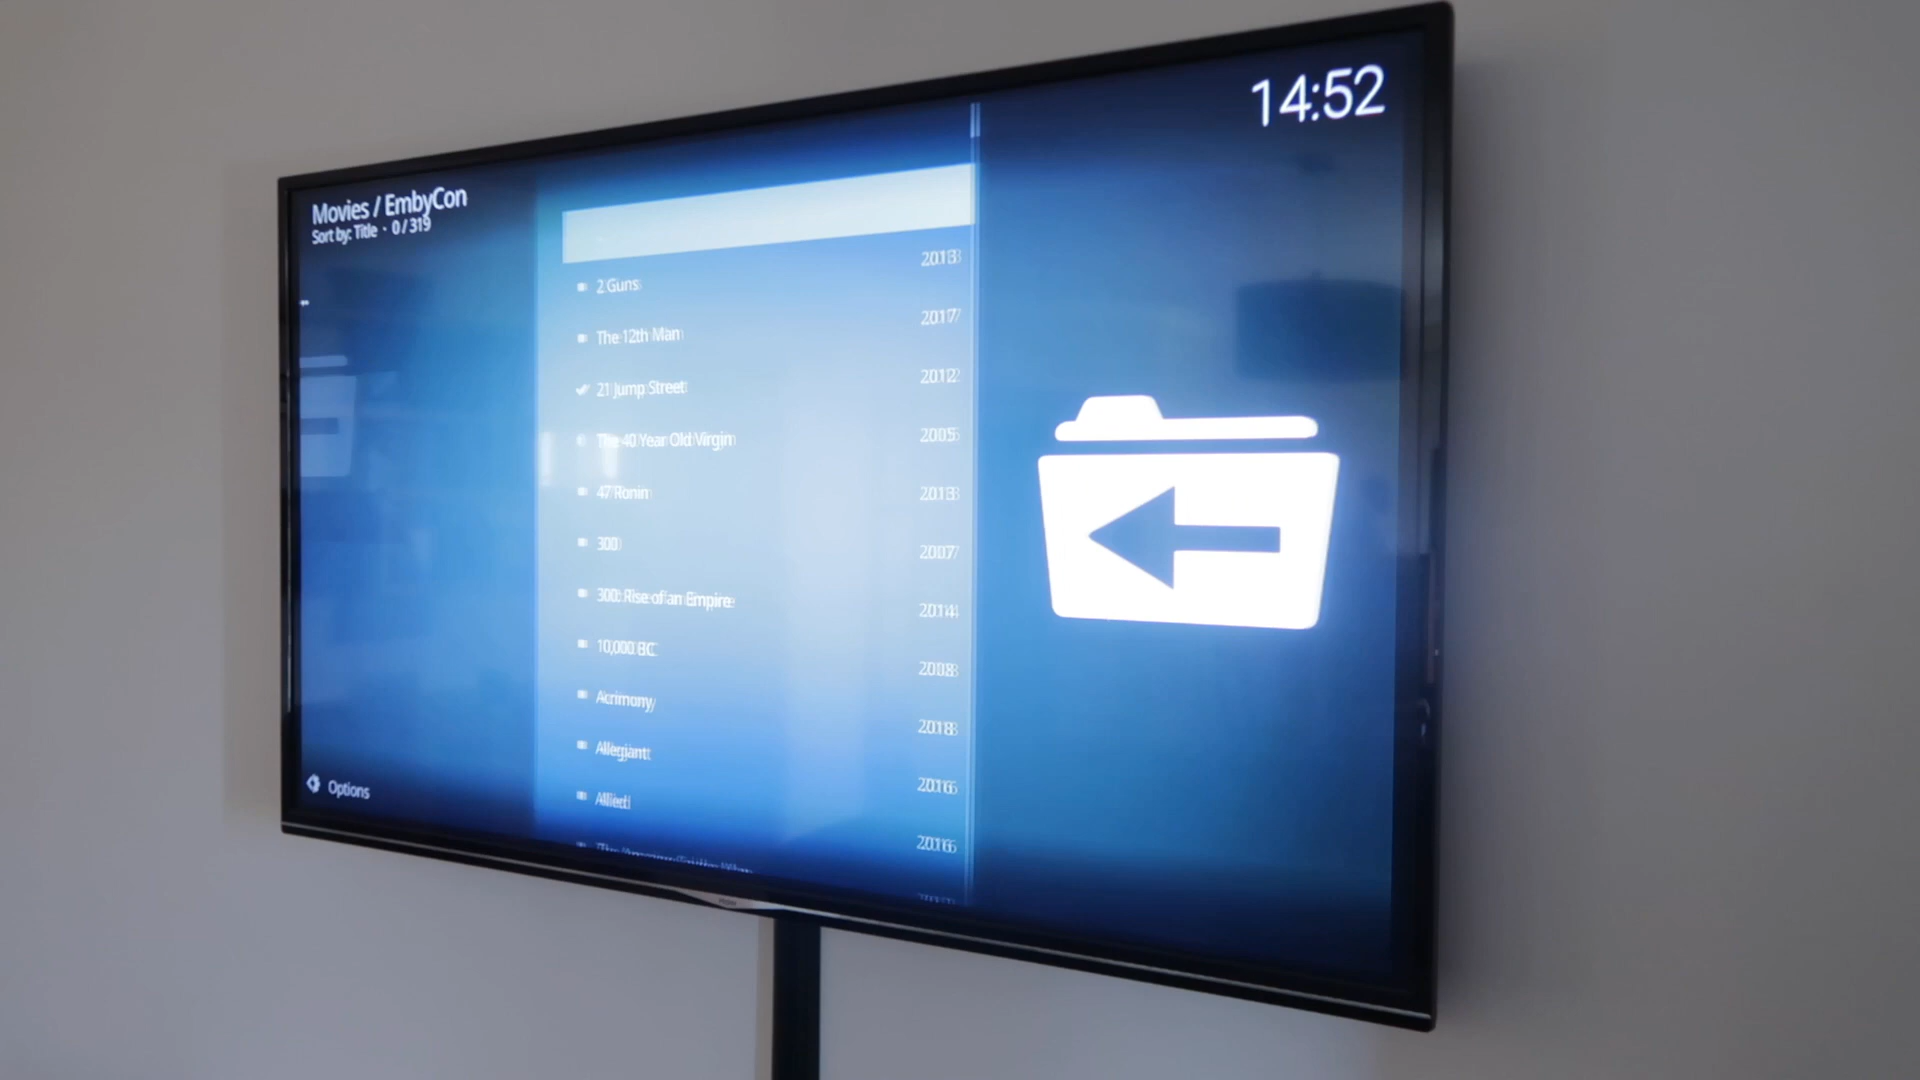 14:52
Movies / EmbyCon
Sort by: Title · 0 / 319
2 Guns 2013
The 12th Man 2017
21 Jump Street 2012
The 40 Year Old Virgin 2005
47 Ronin 2013
300 2007
300: Rise of an Empire 2014
10,000 BC 2008
Acrimony 2018
Allegiant 2016
Allied 2016
Options
Haier